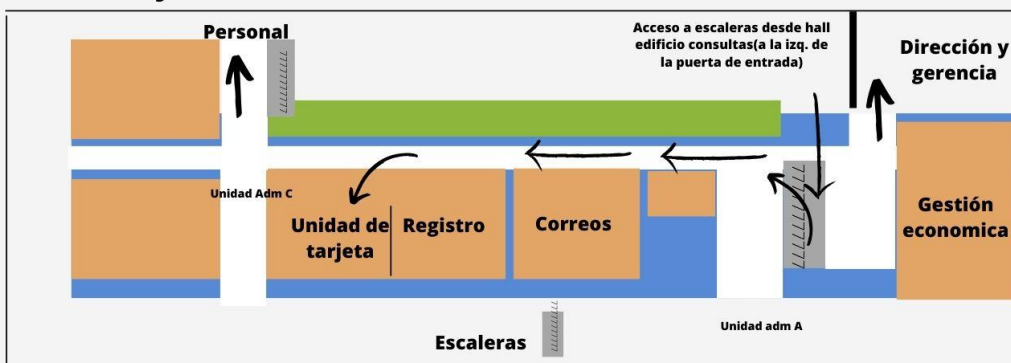 Personal
Acceso a escaleras desde hall
edificio consultas(a la izq. de
la puerta de entrada)
Dirección y
gerencia
Unidad Adm C
Unidad de
tarjeta
Registro
Correos
Gestión
economica
Unidad adm A
Escaleras